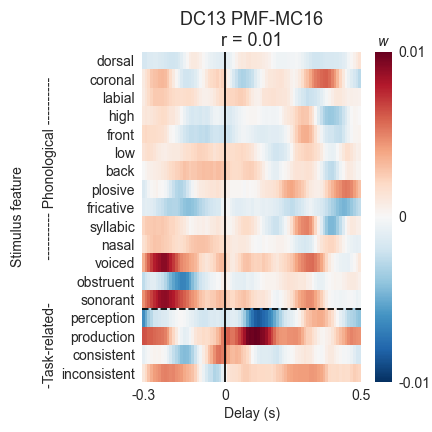 DC13 PMF-MC16
r = 0.01
w
dorsal
coronal
labial
high
front
low
back
plosive
fricative
syllabic
nasal
voiced
obstruent
sonorant
perception
production
consistent
inconsistent
Stimulus feature
-Task-related- ---------- Phonological ----------
0.01
0
-0.01
-0.3 0 0.5
Delay (s)